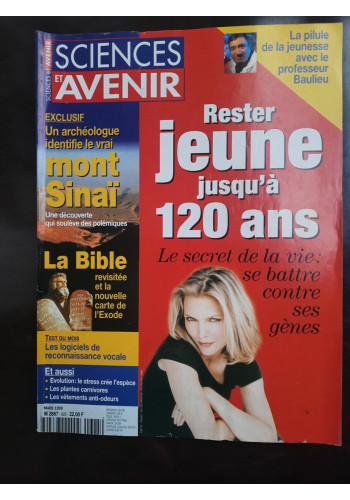 SCIENCES
ET AVENIR
SCIENCES ET AVENIR
La pilule
de la jeunesse
avec le
professeur
Baulieu
EXCLUSIF
Un archéologue
identifie le vrai
mont
Sinaï
Une découverte
qui soulève des polémiques
La Bible
revisitée
et la
nouvelle
carte de
l'Exode
TEST DU MOIS
Les logiciels de
reconnaissance vocale
Et aussi
• Evolution: le stress crée l'espèce
• Les plantes carnivores
• Les vêtements anti-odeurs
MARS 1999
Rester
jeune
jusqu'à
120 ans
Le secret de la vie:
se battre
contre
ses
gènes